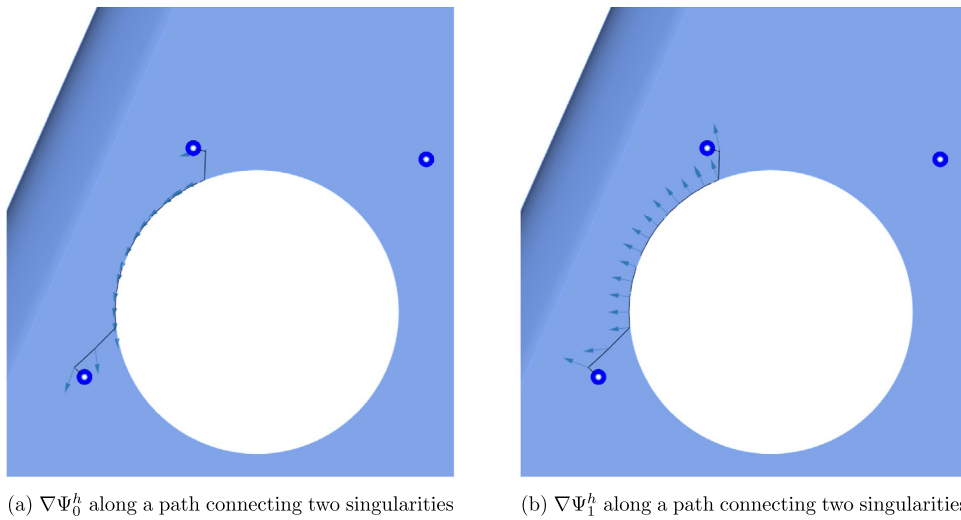 (a) ∇Ψ₀ʰ along a path connecting two singularities
(b) ∇Ψ₁ʰ along a path connecting two singularities